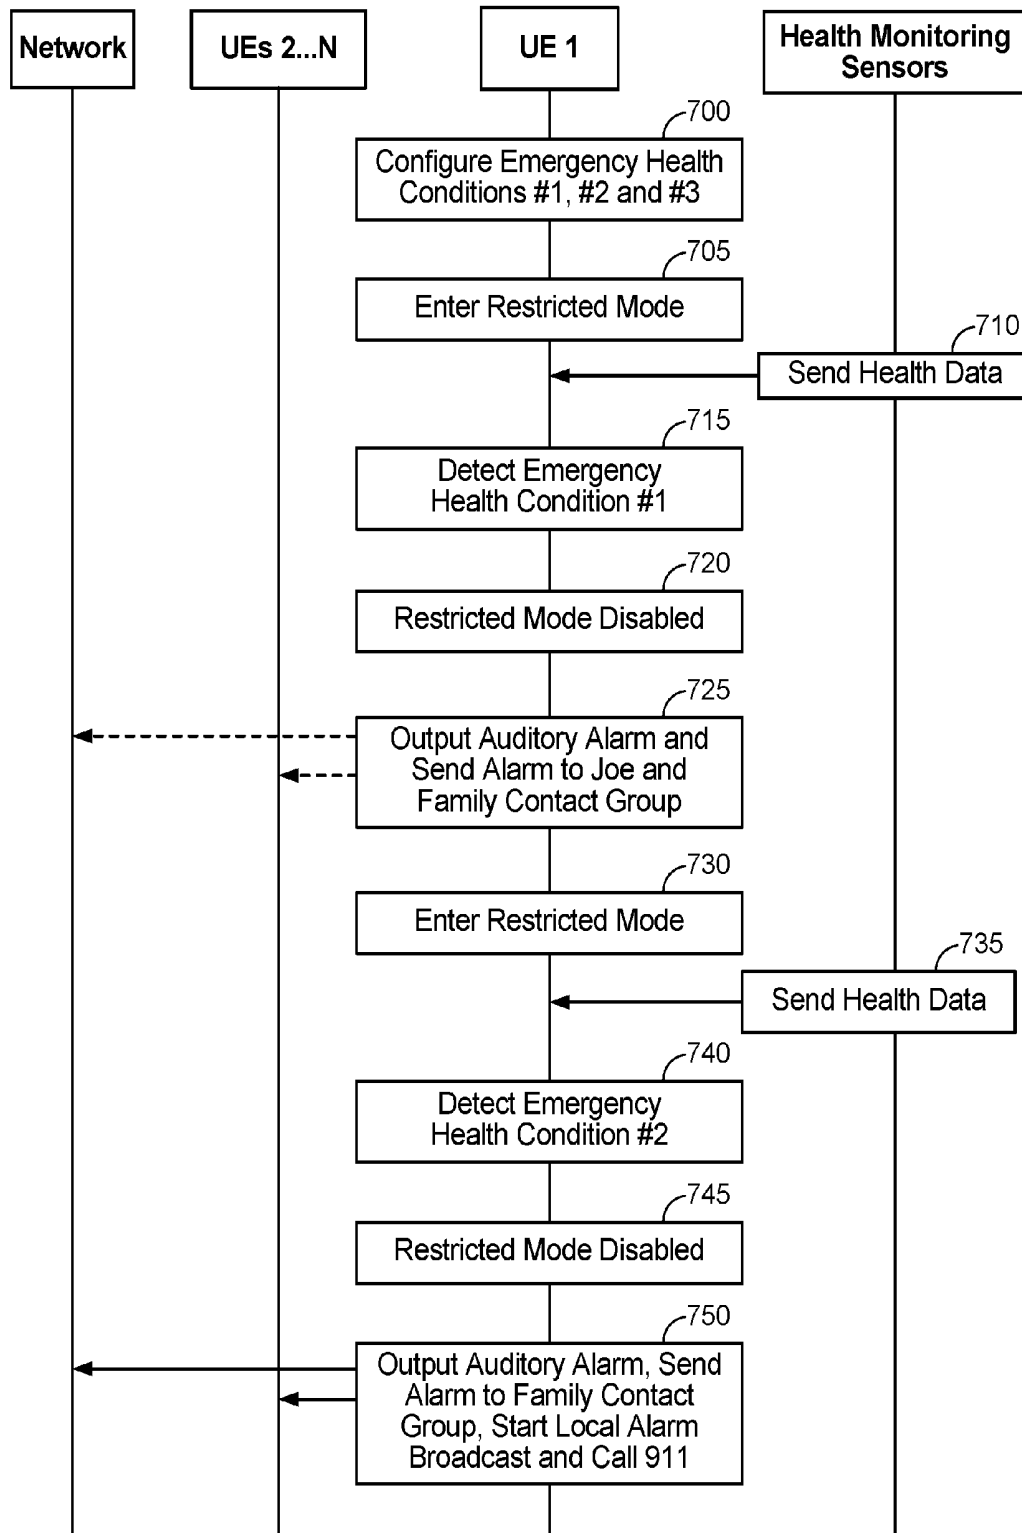 Network
UEs 2...N
UE 1
Health Monitoring
Sensors
700
Configure Emergency Health
Conditions #1, #2 and #3
705
Enter Restricted Mode
710
Send Health Data
715
Detect Emergency
Health Condition #1
720
Restricted Mode Disabled
725
Output Auditory Alarm and
Send Alarm to Joe and
Family Contact Group
730
Enter Restricted Mode
735
Send Health Data
740
Detect Emergency
Health Condition #2
745
Restricted Mode Disabled
750
Output Auditory Alarm, Send
Alarm to Family Contact
Group, Start Local Alarm
Broadcast and Call 911